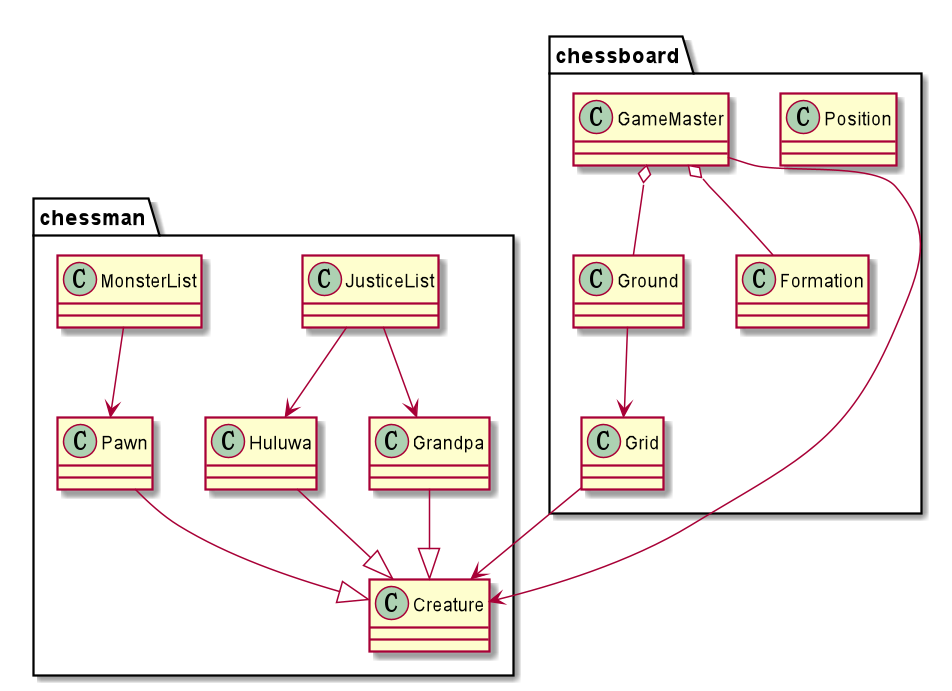 chessboard
C GameMaster
C Position
chessman
C MonsterList
C JusticeList
C Ground
C Formation
C Pawn
C Huluwa
C Grandpa
C Grid
C Creature